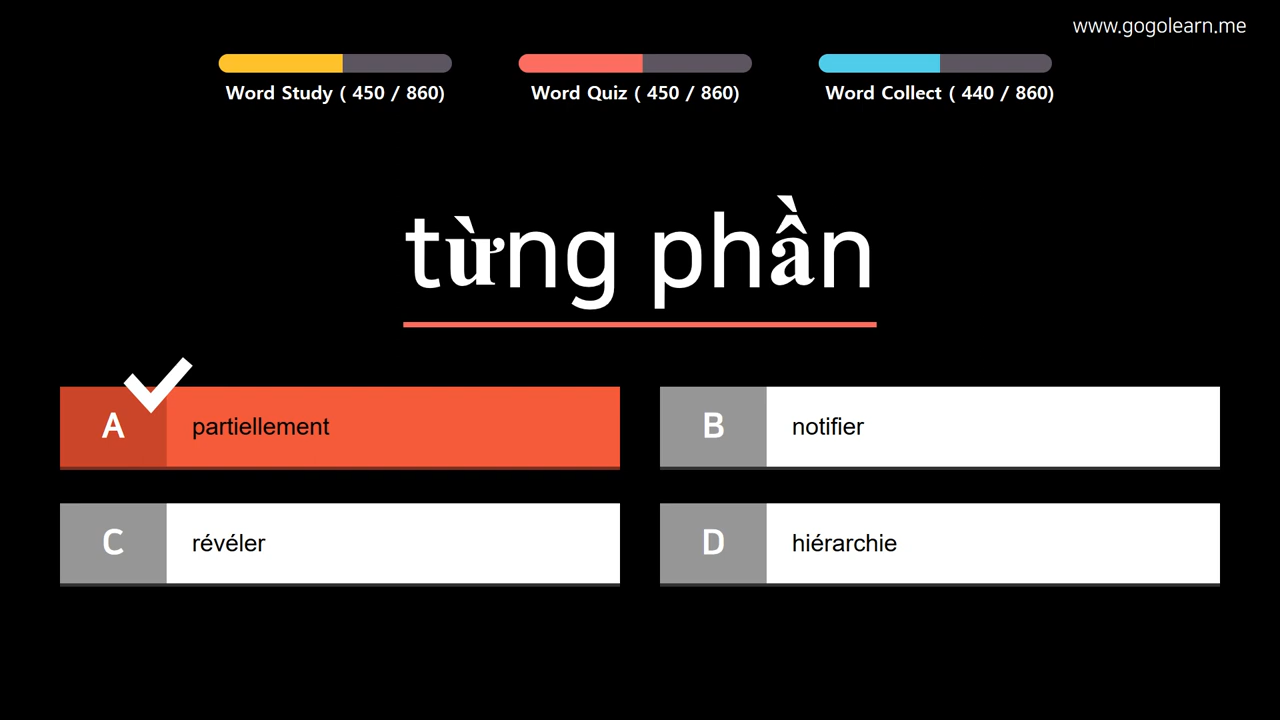 www.gogolearn.me
Word Study ( 450 / 860)
Word Quiz ( 450 / 860)
Word Collect ( 440 / 860)
từng phần
A partiellement
B notifier
C révéler
D hiérarchie